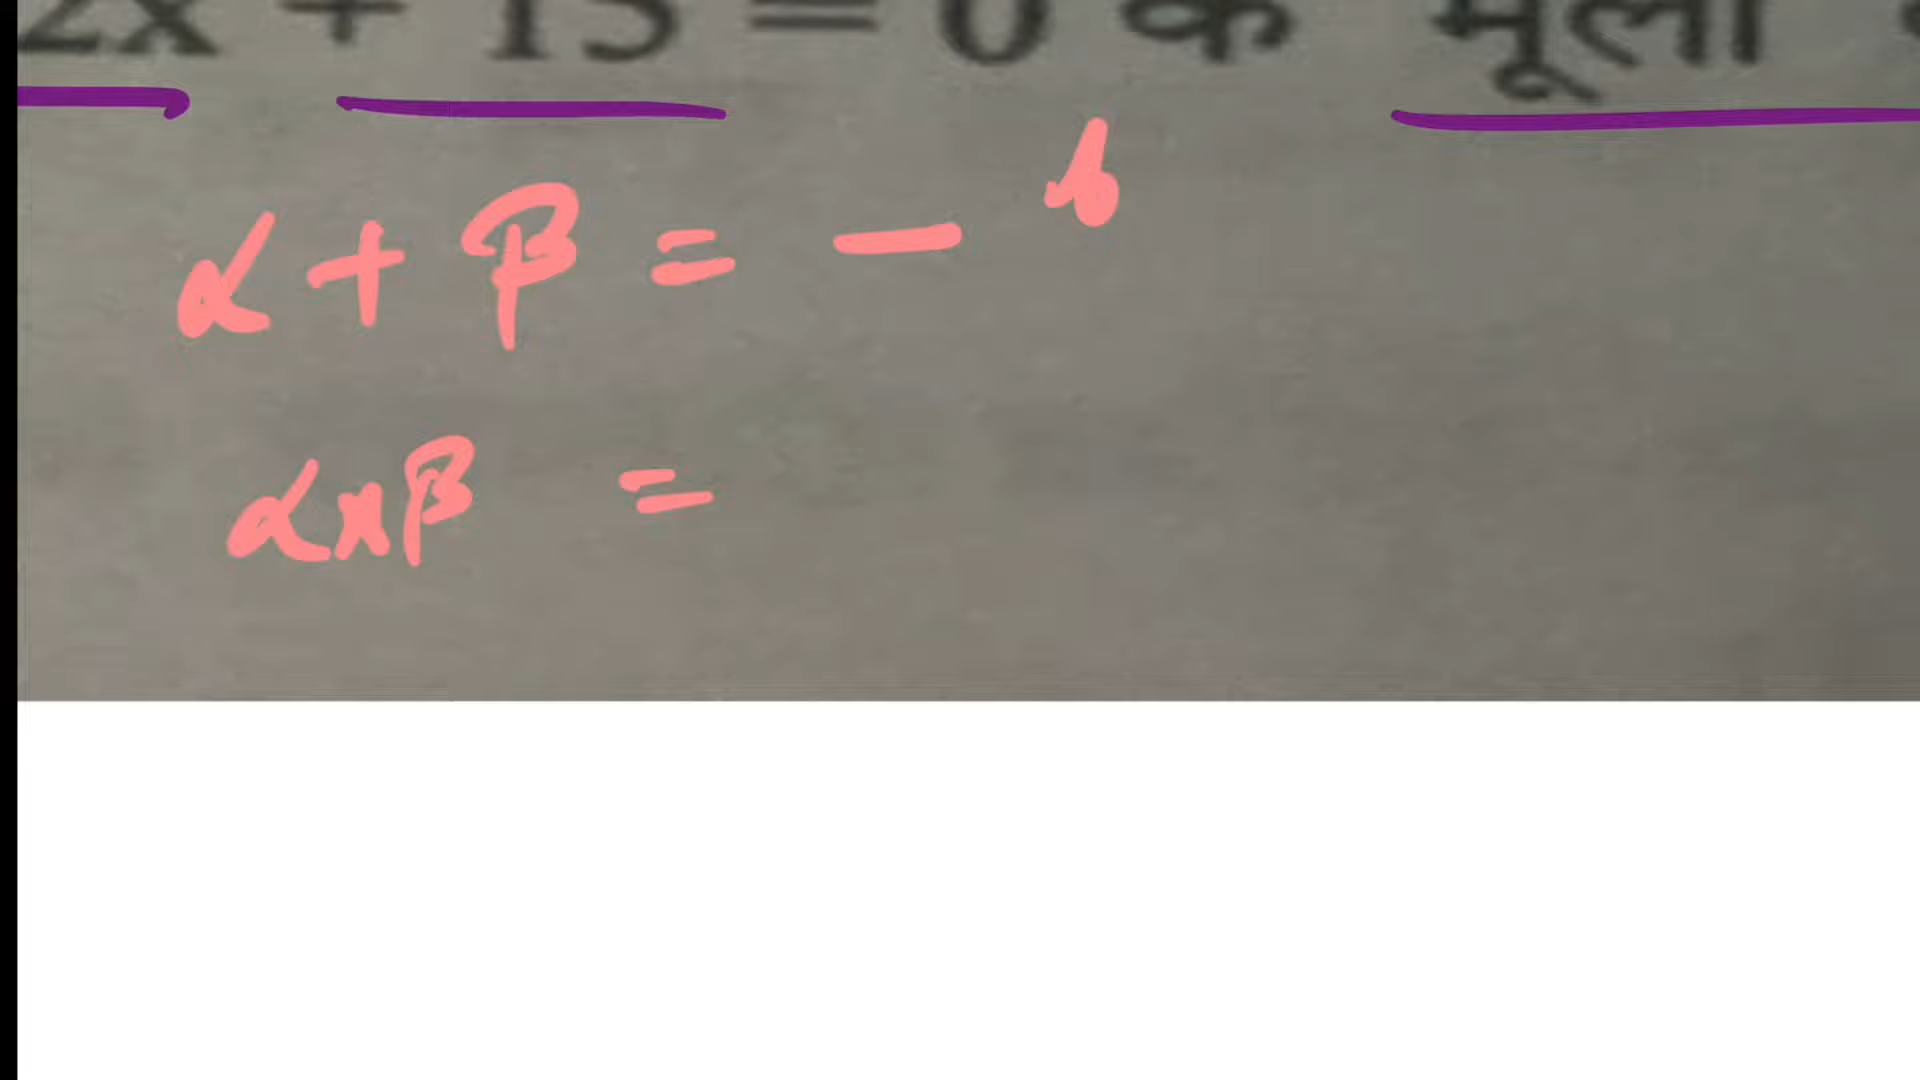 2x + 15 = 0 के मूलों
α + β = - b
α x β =